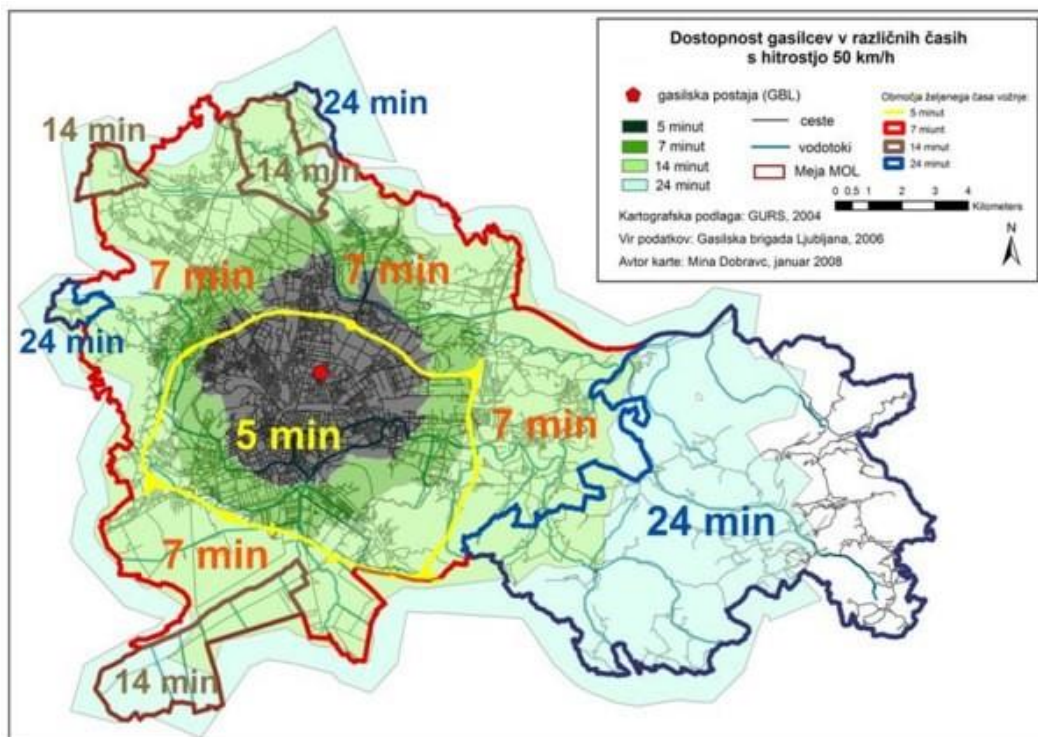 Dostopnost gasilcev v različnih časih
s hitrostjo 50 km/h
gasilska postaja (GBL)
5 minut
7 minut
14 minut
24 minut
ceste
vodotoki
Meja MOL
Območja željenega časa vožnje:
5 minut
7 miunt
14 minut
24 minut
0 0.5 1 2 3 4
Kilometers
Kartografska podlaga: GURS, 2004
Vir podatkov: Gasilska brigada Ljubljana, 2006
Avtor karte: Mina Dobravc, januar 2008
N
24 min
14 min
14 min
7 min
7 min
24 min
5 min
7 min
24 min
7 min
14 min